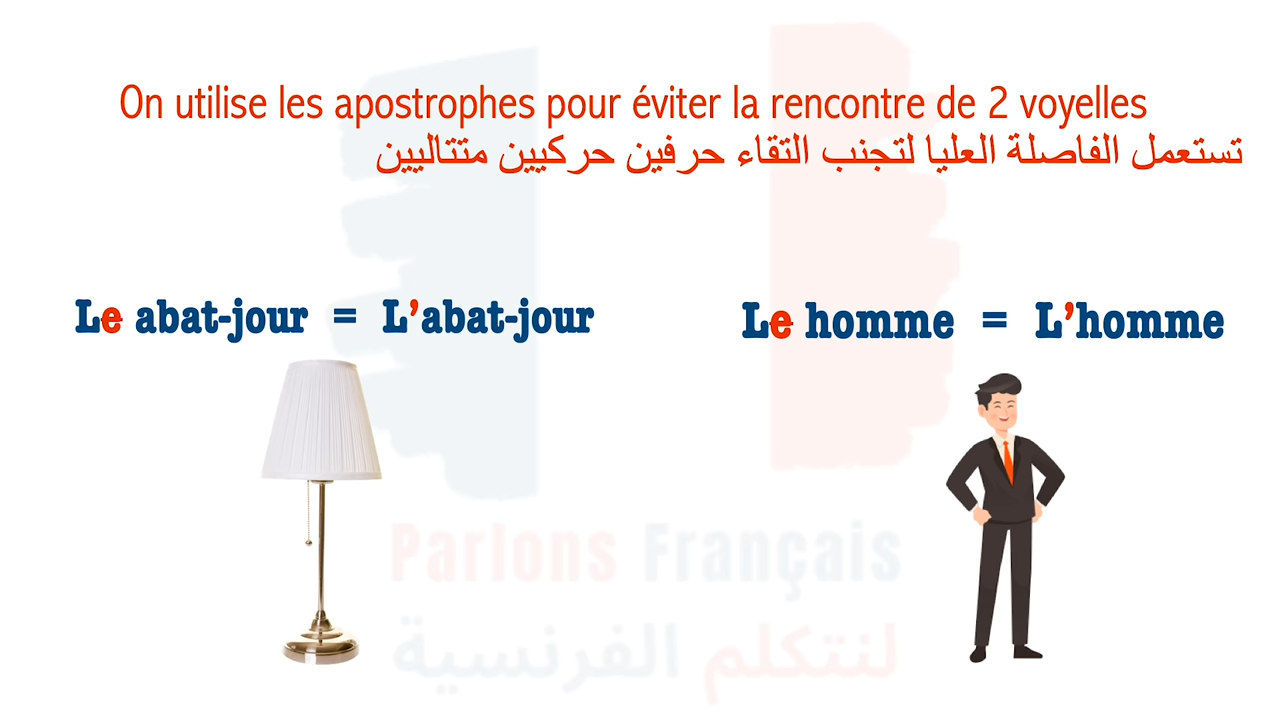 On utilise les apostrophes pour éviter la rencontre de 2 voyelles
تستعمل الفاصلة العليا لتجنب التقاء حرفين حركيين متتاليين
Le abat-jour = L’abat-jour
Le homme = L’homme
Parlons Français
لنتكلم الفرنسية